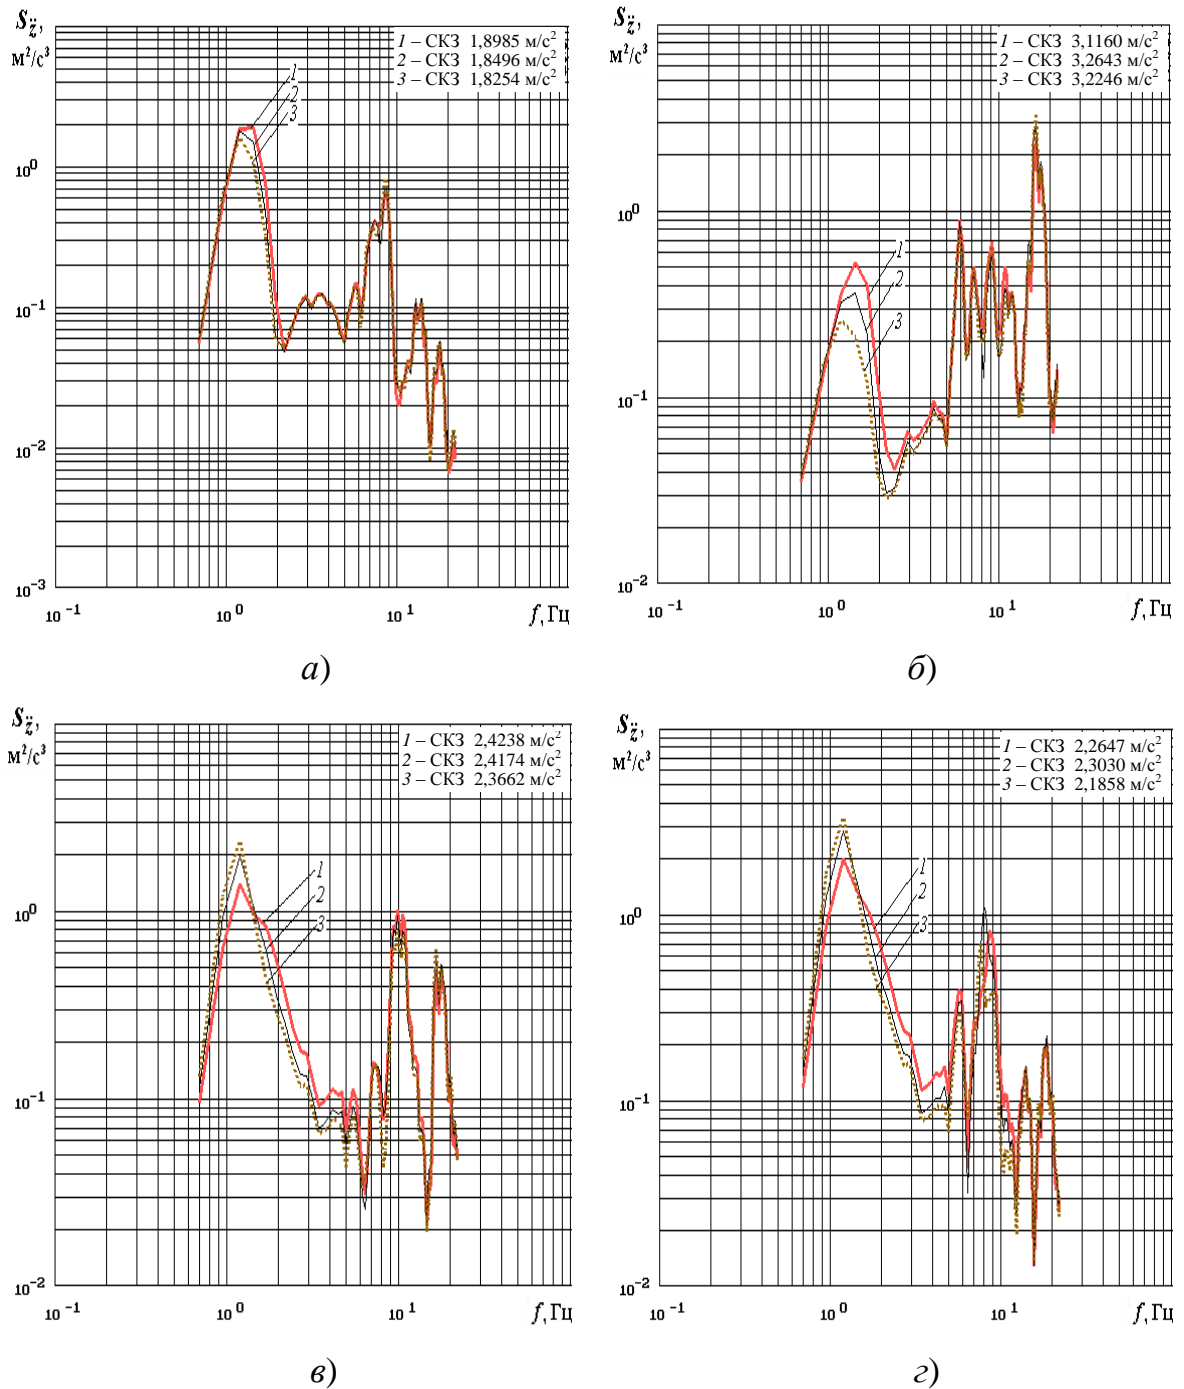 S_z̈,
м²/с³
1 – СКЗ 1,8985 м/с²
2 – СКЗ 1,8496 м/с²
3 – СКЗ 1,8254 м/с²
1
2
3
10⁰
10⁻¹
10⁻²
10⁻³
10⁻¹ 10⁰ 10¹ f, Гц
а)
S_z̈,
м²/с³
1 – СКЗ 3,1160 м/с²
2 – СКЗ 3,2643 м/с²
3 – СКЗ 3,2246 м/с²
10⁰
1
2
3
10⁻¹
10⁻²
10⁻¹ 10⁰ 10¹ f, Гц
б)
S_z̈,
м²/с³
1 – СКЗ 2,4238 м/с²
2 – СКЗ 2,4174 м/с²
3 – СКЗ 2,3662 м/с²
1
2
3
10⁰
10⁻¹
10⁻²
10⁻¹ 10⁰ 10¹ f, Гц
в)
S_z̈,
м²/с³
1 – СКЗ 2,2647 м/с²
2 – СКЗ 2,3030 м/с²
3 – СКЗ 2,1858 м/с²
1
2
3
10⁰
10⁻¹
10⁻²
10⁻¹ 10⁰ 10¹ f, Гц
г)